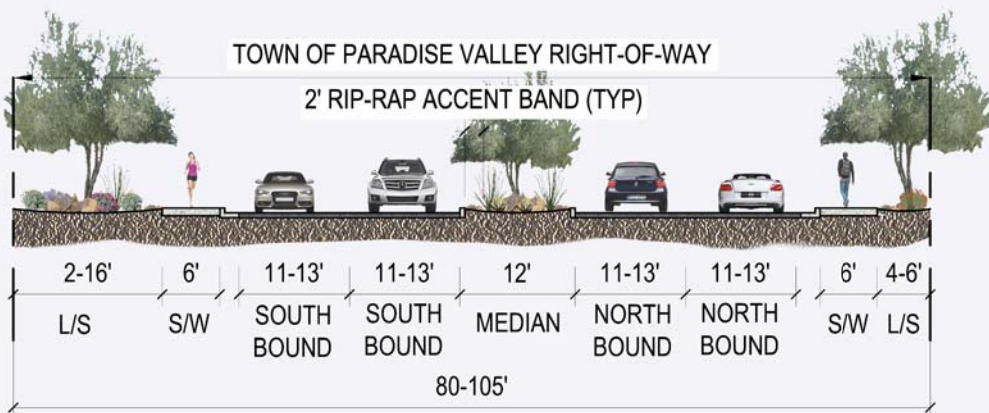 TOWN OF PARADISE VALLEY RIGHT-OF-WAY
2' RIP-RAP ACCENT BAND (TYP)
2-16' 6' 11-13' 11-13' 12' 11-13' 11-13' 6' 4-6'
L/S S/W SOUTH BOUND SOUTH BOUND MEDIAN NORTH BOUND NORTH BOUND S/W L/S
80-105'